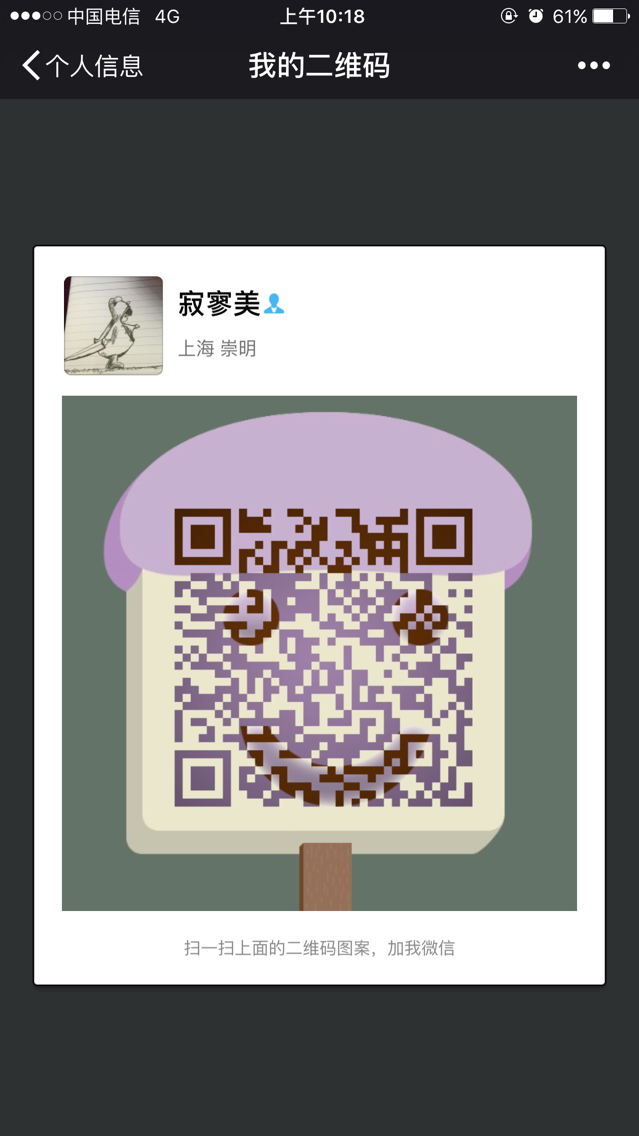 中国电信 4G 上午10:18 61%
个人信息 我的二维码
寂寥美
上海 崇明
扫一扫上面的二维码图案，加我微信